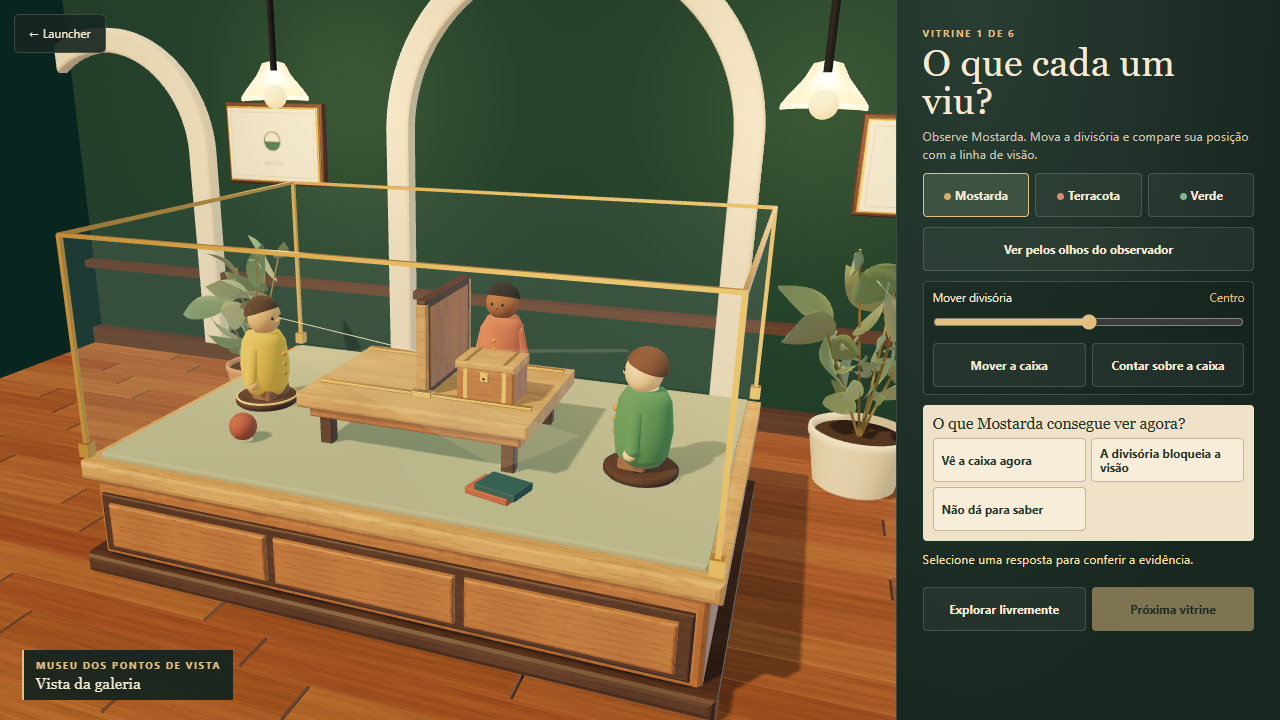 ← Launcher
VITRINE 1 DE 6
O que cada um
viu?
Observe Mostarda. Mova a divisória e compare sua posição
com a linha de visão.
Mostarda
Terracota
Verde
Ver pelos olhos do observador
Mover divisória
Centro
Mover a caixa
Contar sobre a caixa
O que Mostarda consegue ver agora?
Vê a caixa agora
A divisória bloqueia a
visão
Não dá para saber
Selecione uma resposta para conferir a evidência.
Explorar livremente
Próxima vitrine
MUSEU DOS PONTOS DE VISTA
Vista da galeria